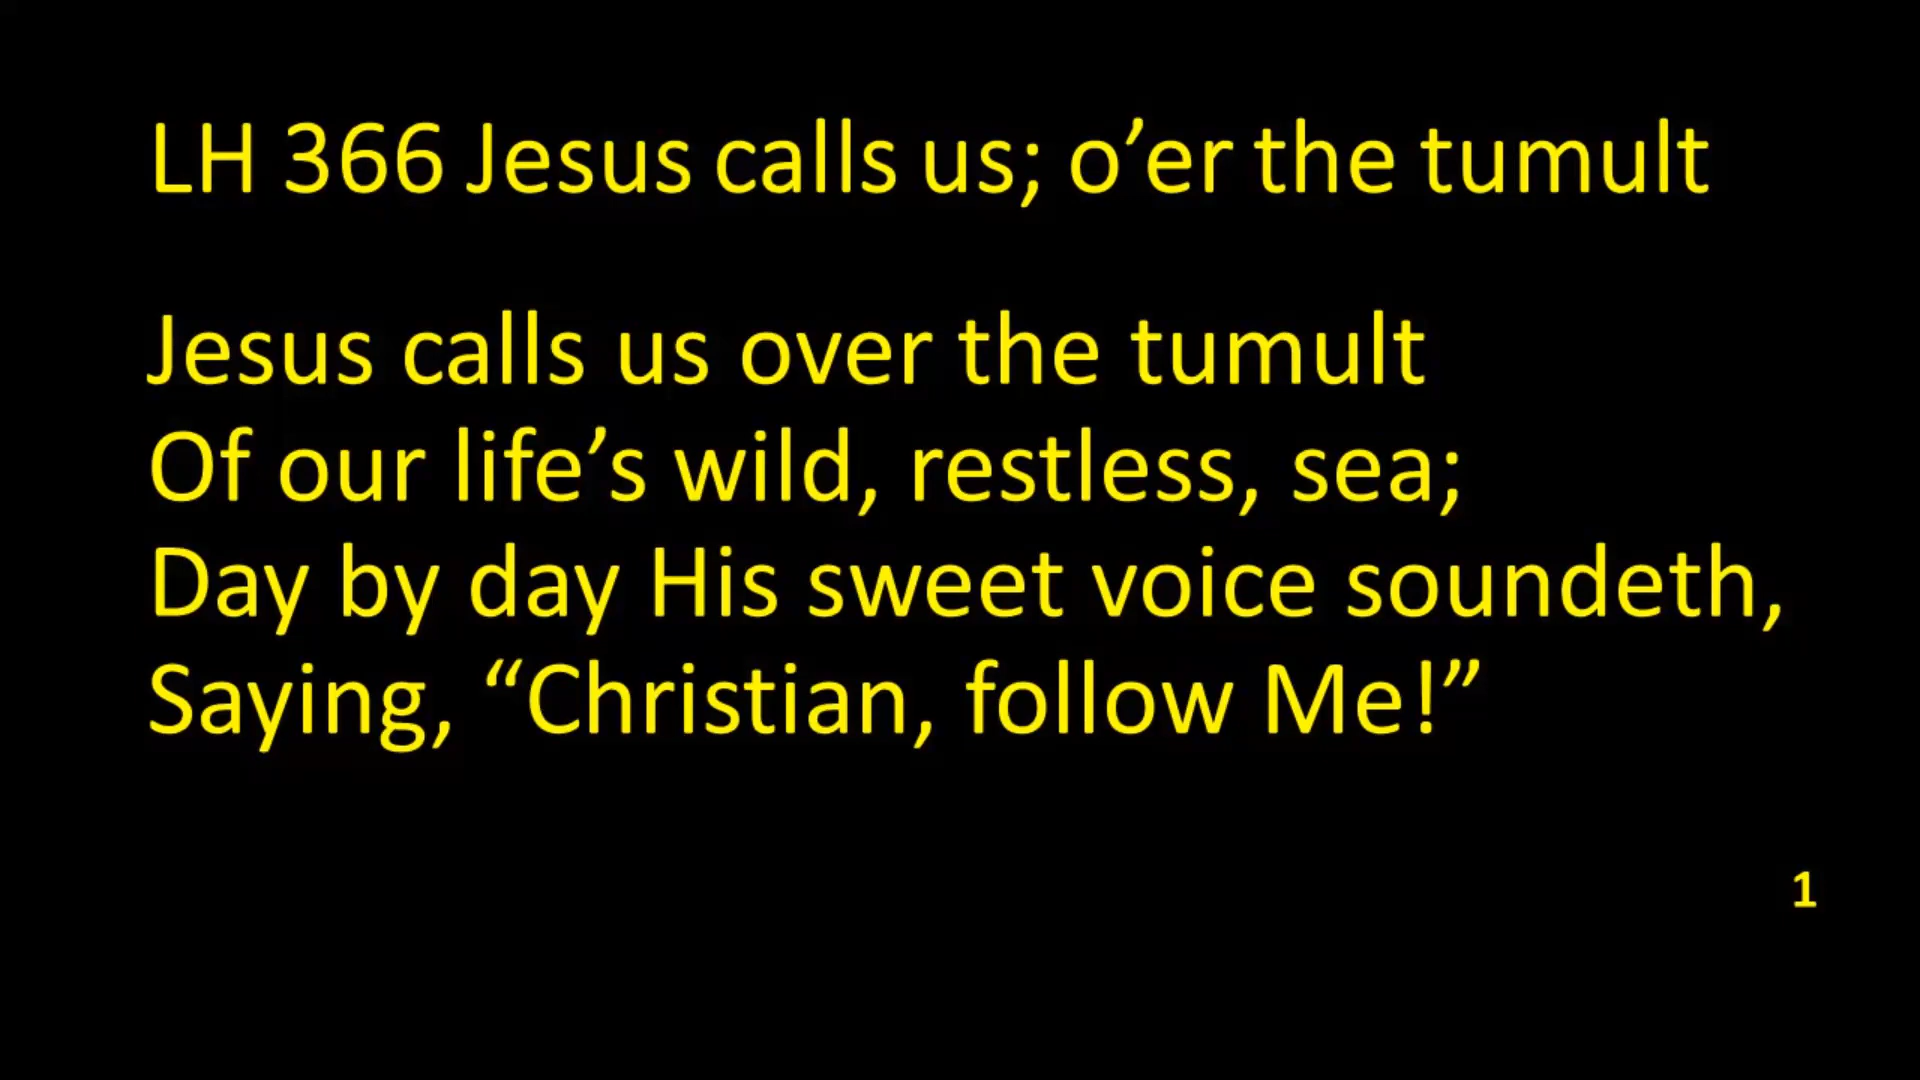 LH 366 Jesus calls us; o’er the tumult
Jesus calls us over the tumult
Of our life’s wild, restless, sea;
Day by day His sweet voice soundeth,
Saying, “Christian, follow Me!”
1